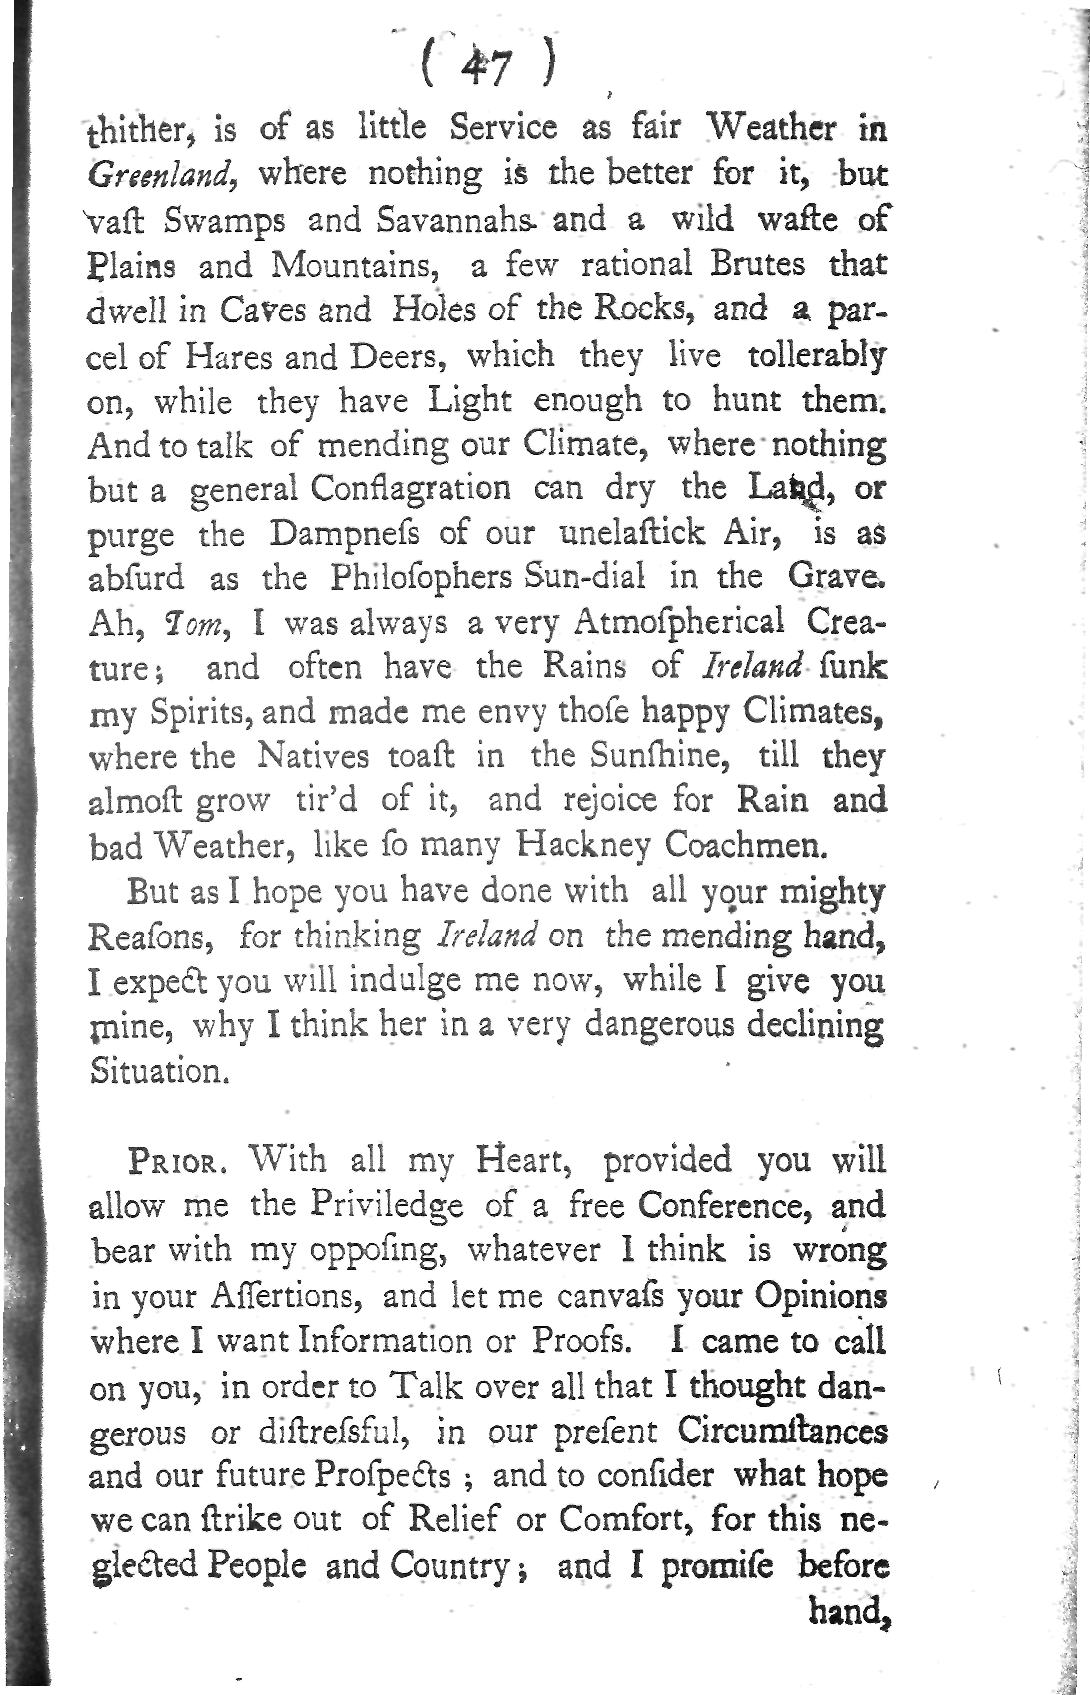 ( 47 )
thither, is of as little Service as fair Weather in
Greenland, where nothing is the better for it, but
vaſt Swamps and Savannahs and a wild waſte of
Plains and Mountains, a few rational Brutes that
dwell in Caves and Holes of the Rocks, and a par-
cel of Hares and Deers, which they live tollerably
on, while they have Light enough to hunt them.
And to talk of mending our Climate, where nothing
but a general Conflagration can dry the Land, or
purge the Dampneſs of our unelaſtick Air, is as
abſurd as the Philoſophers Sun-dial in the Grave.
Ah, Tom, I was always a very Atmoſpherical Crea-
ture; and often have the Rains of Ireland ſunk
my Spirits, and made me envy thoſe happy Climates,
where the Natives toaſt in the Sunſhine, till they
almoſt grow tir'd of it, and rejoice for Rain and
bad Weather, like ſo many Hackney Coachmen.
But as I hope you have done with all your mighty
Reaſons, for thinking Ireland on the mending hand,
I expect you will indulge me now, while I give you
mine, why I think her in a very dangerous declining
Situation.
PRIOR. With all my Heart, provided you will
allow me the Priviledge of a free Conference, and
bear with my oppoſing, whatever I think is wrong
in your Aſſertions, and let me canvaſs your Opinions
where I want Information or Proofs. I came to call
on you, in order to Talk over all that I thought dan-
gerous or diſtreſsful, in our preſent Circumſtances
and our future Proſpects ; and to conſider what hope
we can ſtrike out of Relief or Comfort, for this ne-
glected People and Country; and I promiſe before
hand,